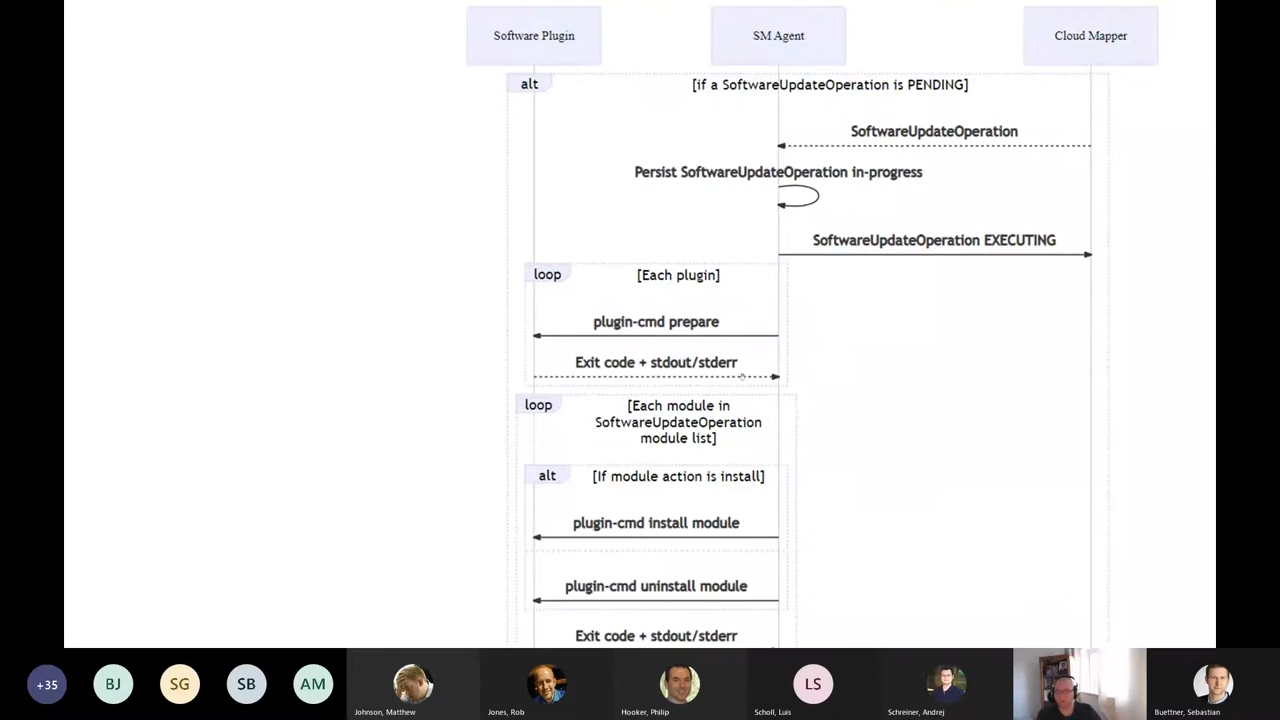 Software Plugin
SM Agent
Cloud Mapper
alt
[if a SoftwareUpdateOperation is PENDING]
SoftwareUpdateOperation
Persist SoftwareUpdateOperation in-progress
SoftwareUpdateOperation EXECUTING
loop
[Each plugin]
plugin-cmd prepare
Exit code + stdout/stderr
loop
[Each module in
SoftwareUpdateOperation
module list]
alt
[If module action is install]
plugin-cmd install module
plugin-cmd uninstall module
Exit code + stdout/stderr
+35
BJ
SG
SB
AM
LS
Johnson, Matthew
Jones, Rob
Hooker, Philip
Scholl, Luis
Schreiner, Andrej
Buettner, Sebastian